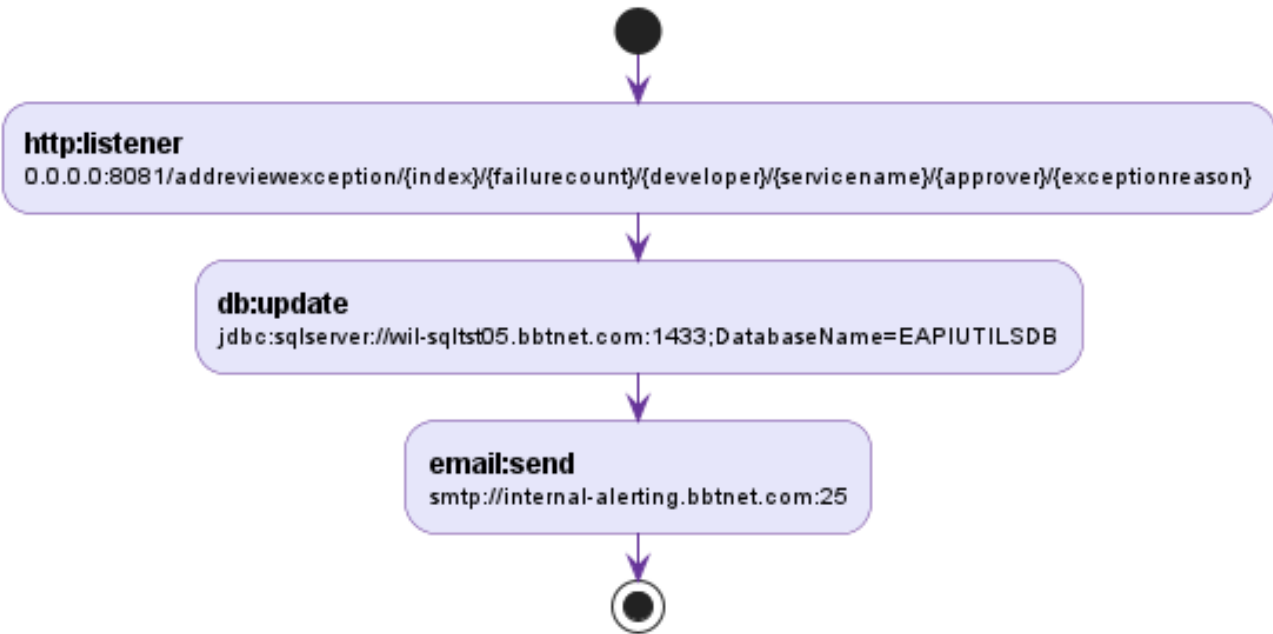 http:listener
0.0.0.0:8081/addreviewexception/{index}/{failurecount}/{developer}/{servicename}/{approver}/{exceptionreason}
db:update
jdbc:sqlserver://wil-sqltst05.bbtnet.com:1433;DatabaseName=EAPIUTILSDB
email:send
smtp://internal-alerting.bbtnet.com:25